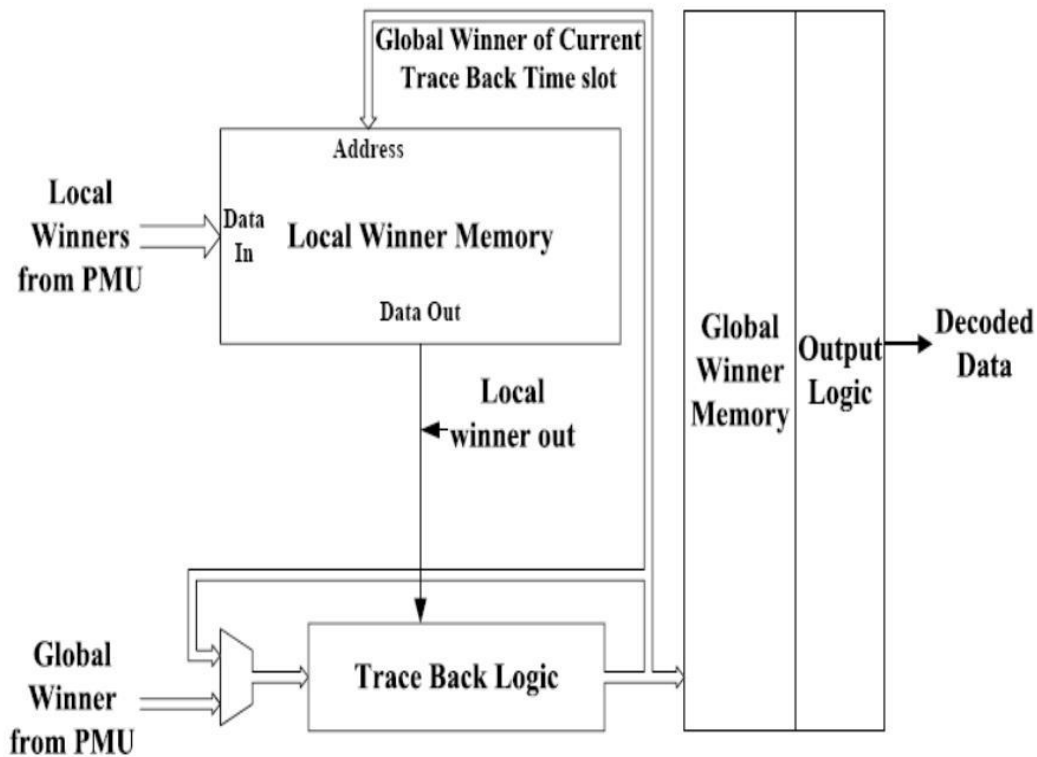 Global Winner of Current
Trace Back Time slot
Address
Local
Winners
from PMU
Data
In
Local Winner Memory
Data Out
Local
winner out
Global
Winner
Memory
Output
Logic
Decoded
Data
Global
Winner
from PMU
Trace Back Logic